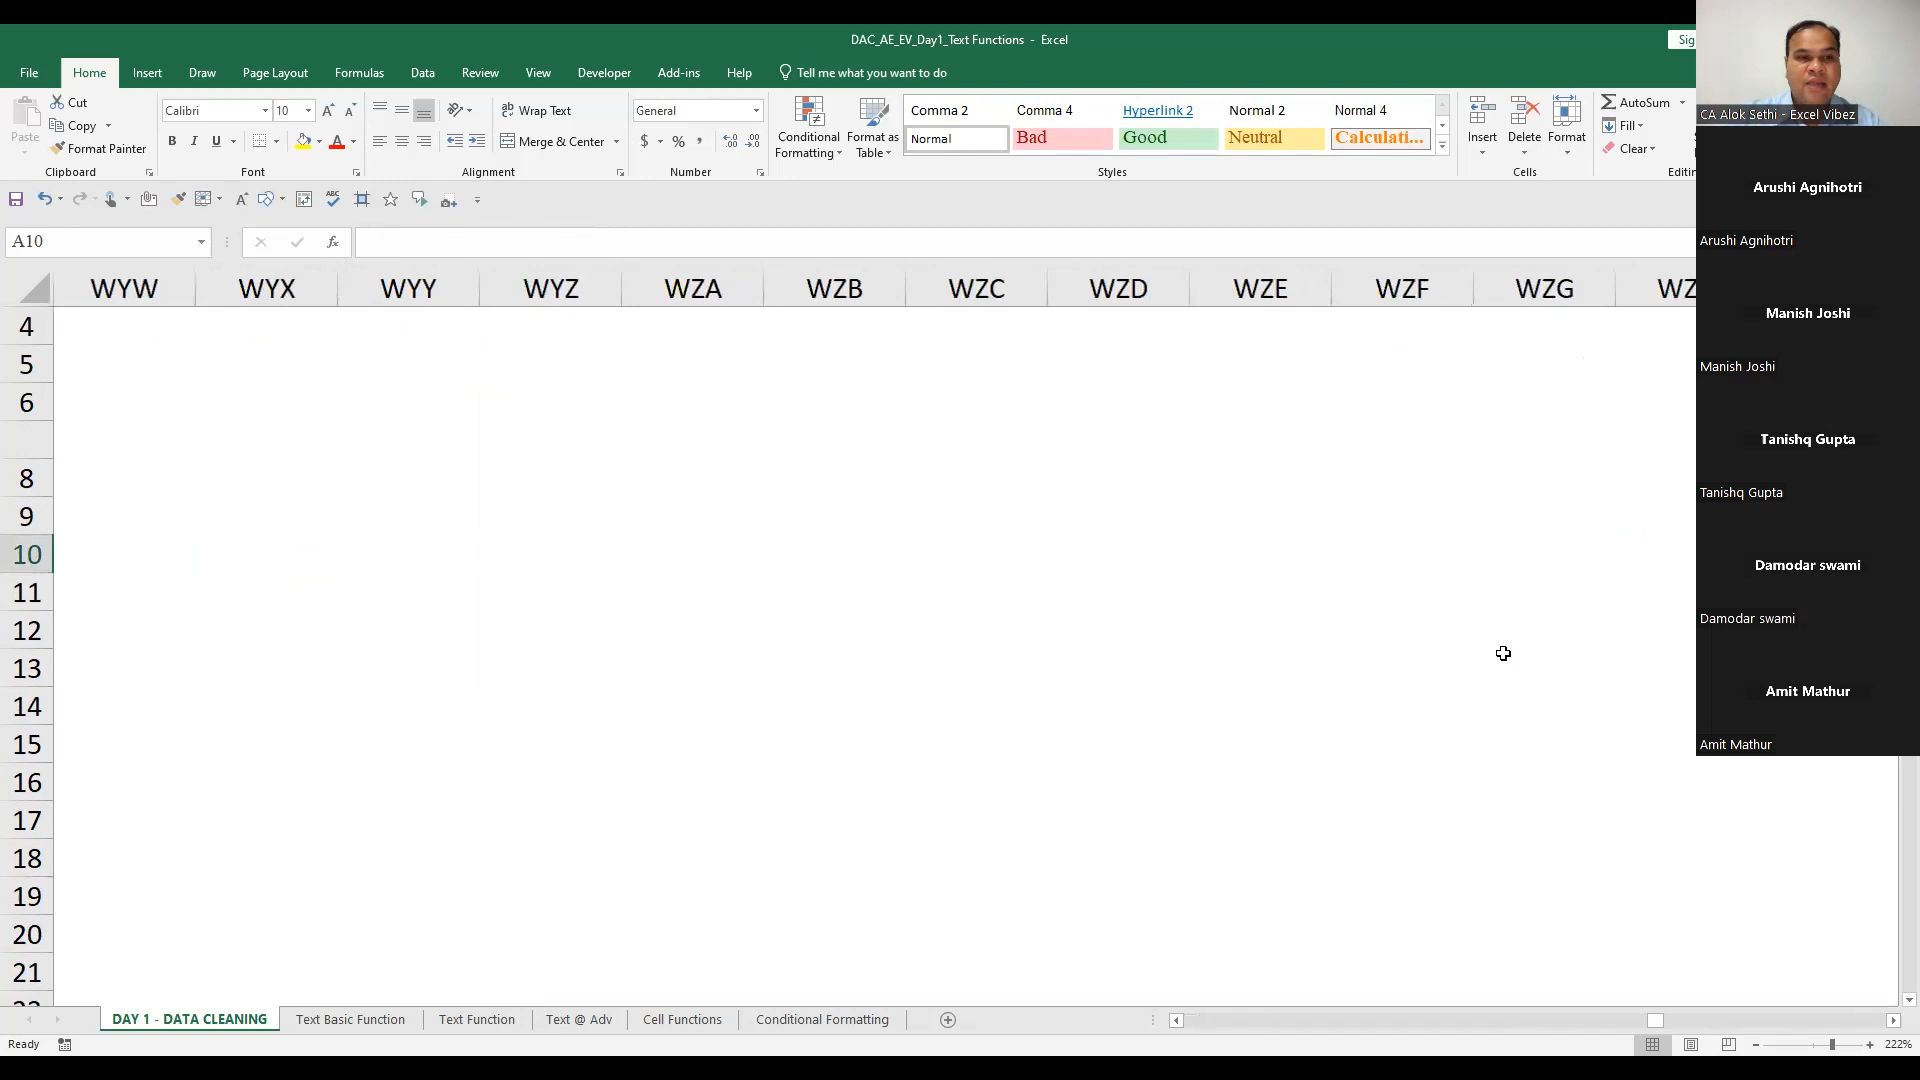 DAC_AE_EV_Day1_Text Functions - Excel
Sig
File Home Insert Draw Page Layout Formulas Data Review View Developer Add-ins Help Tell me what you want to do
Paste
Cut
Copy
Format Painter
Clipboard
Calibri 10
B I U
Font
Wrap Text
Merge & Center
Alignment
General
$ % ,
Number
Conditional Formatting
Format as Table
Comma 2 Comma 4 Hyperlink 2 Normal 2 Normal 4
Normal Bad Good Neutral Calculati...
Styles
Insert Delete Format
Cells
AutoSum
Fill
Clear
Editin
A10
fx
WYW WYX WYY WYZ WZA WZB WZC WZD WZE WZF WZG WZ
4
5
6
8
9
10
11
12
13
14
15
16
17
18
19
20
21
DAY 1 - DATA CLEANING Text Basic Function Text Function Text @ Adv Cell Functions Conditional Formatting
Ready
222%
CA Alok Sethi - Excel Vibez
Arushi Agnihotri
Arushi Agnihotri
Manish Joshi
Manish Joshi
Tanishq Gupta
Tanishq Gupta
Damodar swami
Damodar swami
Amit Mathur
Amit Mathur